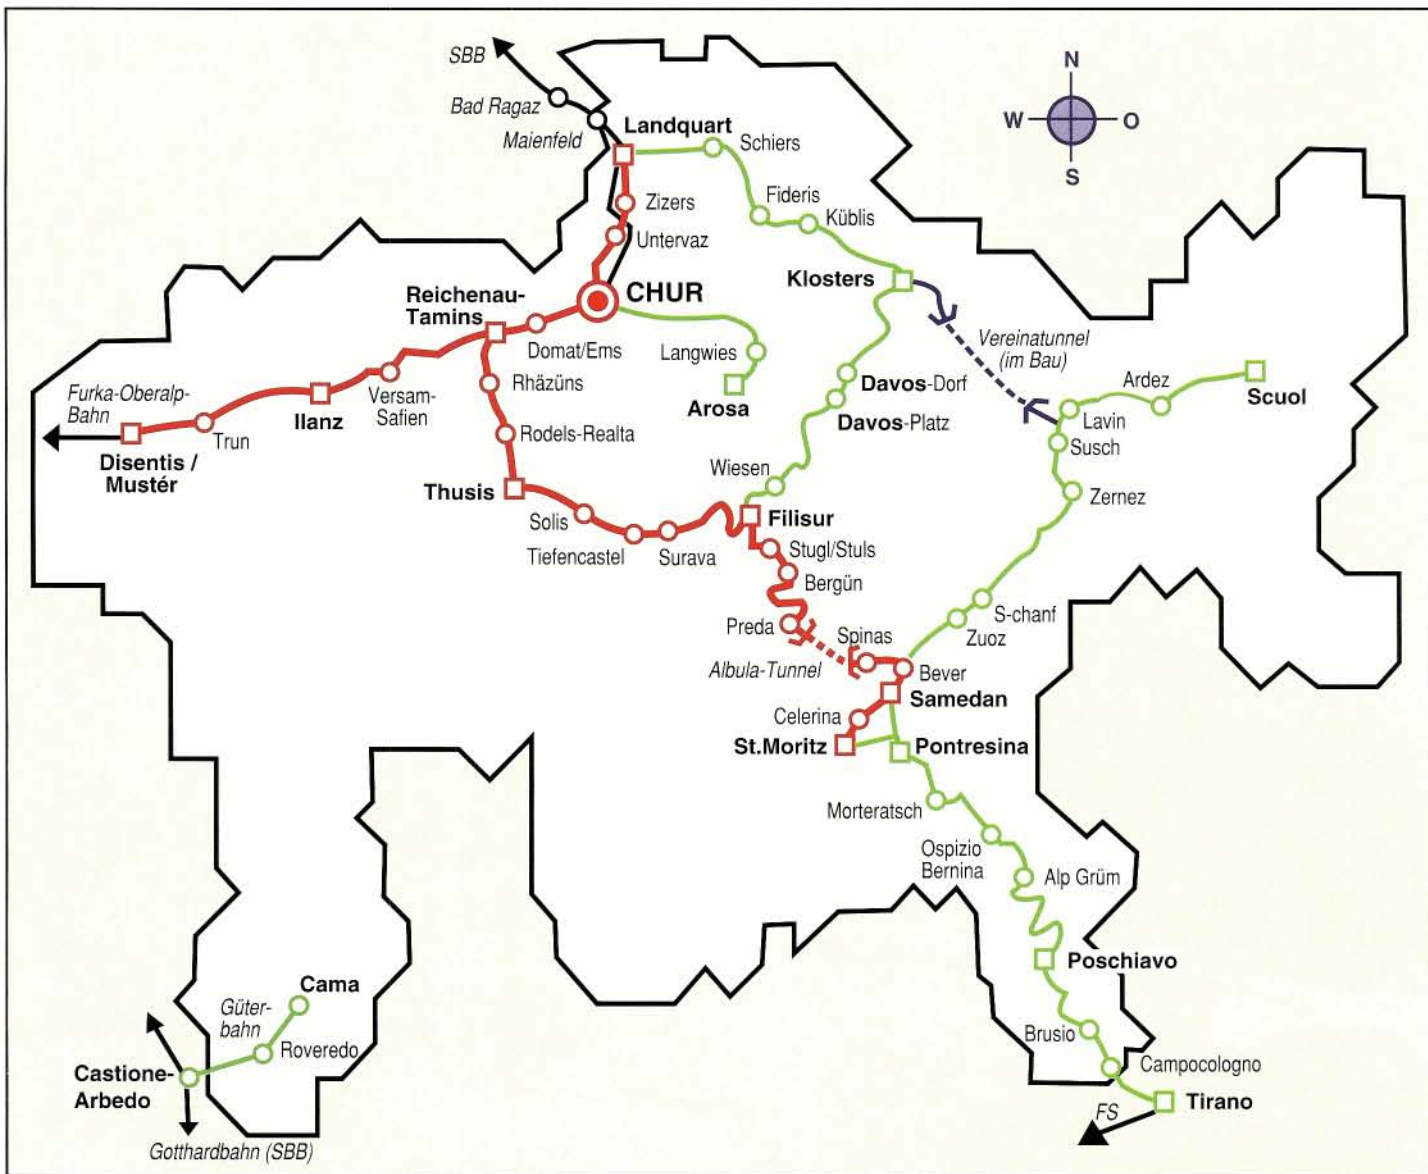 SBB
Bad Ragaz
Maienfeld
Landquart
Schiers
N
W
O
S
Zizers
Fideris
Küblis
Untervaz
Klosters
Reichenau-
Tamins
CHUR
Domat/Ems
Langwies
Arosa
Vereinatunnel
(im Bau)
Davos-Dorf
Davos-Platz
Ardez
Scuol
Lavin
Susch
Zernez
Furka-Oberalp-
Bahn
Disentis /
Mustér
Trun
Ilanz
Versam-
Safien
Rhäzüns
Rodels-Realta
Thusis
Wiesen
Solis
Tiefencastel
Surava
Filisur
Stugl/Stuls
Bergün
Preda
Spinas
Albula-Tunnel
S-chanf
Zuoz
Bever
Samedan
Celerina
St.Moritz
Pontresina
Morteratsch
Ospizio
Bernina
Alp Grüm
Poschiavo
Brusio
Campocologno
Tirano
FS
Cama
Güter-
bahn
Roveredo
Castione-
Arbedo
Gotthardbahn (SBB)